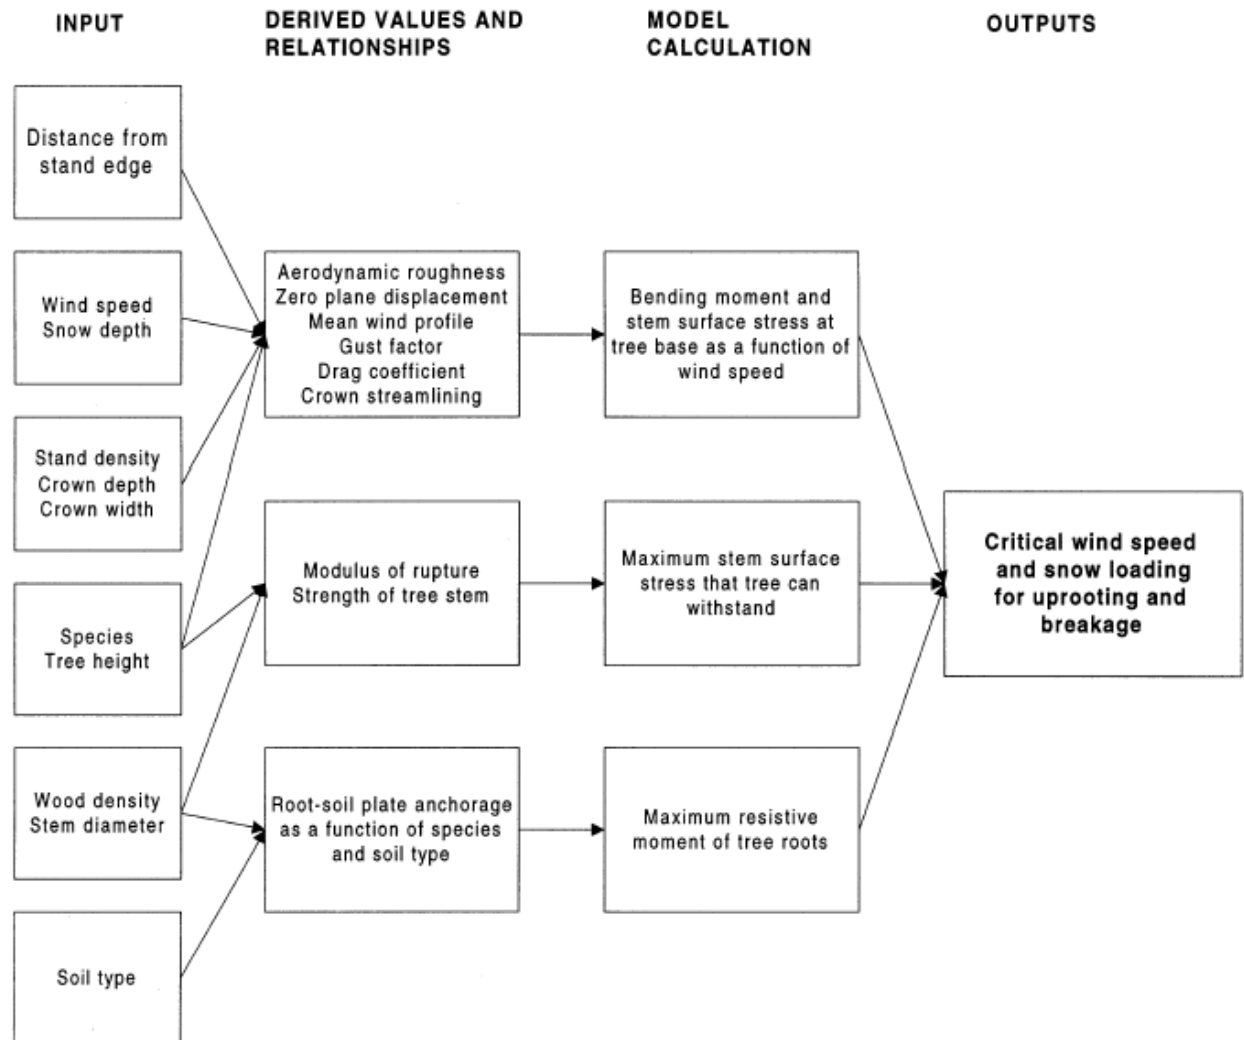 INPUT
DERIVED VALUES AND
RELATIONSHIPS
MODEL
CALCULATION
OUTPUTS
Distance from
stand edge
Wind speed
Snow depth
Stand density
Crown depth
Crown width
Species
Tree height
Wood density
Stem diameter
Soil type
Aerodynamic roughness
Zero plane displacement
Mean wind profile
Gust factor
Drag coefficient
Crown streamlining
Modulus of rupture
Strength of tree stem
Root-soil plate anchorage
as a function of species
and soil type
Bending moment and
stem surface stress at
tree base as a function of
wind speed
Maximum stem surface
stress that tree can
withstand
Maximum resistive
moment of tree roots
Critical wind speed
and snow loading
for uprooting and
breakage